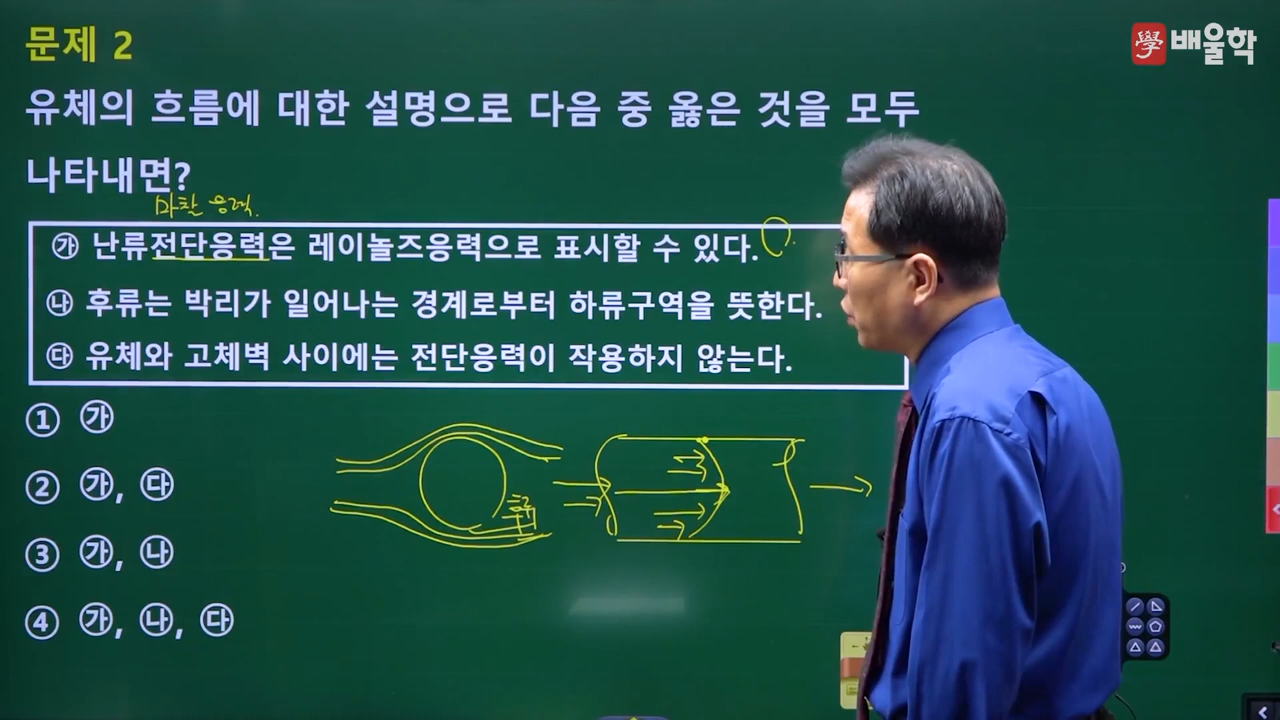 문제 2
學 배울학
유체의 흐름에 대한 설명으로 다음 중 옳은 것을 모두
나타내면?
마찰 응력.
㉮ 난류전단응력은 레이놀즈응력으로 표시할 수 있다.
㉯ 후류는 박리가 일어나는 경계로부터 하류구역을 뜻한다.
㉰ 유체와 고체벽 사이에는 전단응력이 작용하지 않는다.
① ㉮
② ㉮, ㉰
③ ㉮, ㉯
④ ㉮, ㉯, ㉰